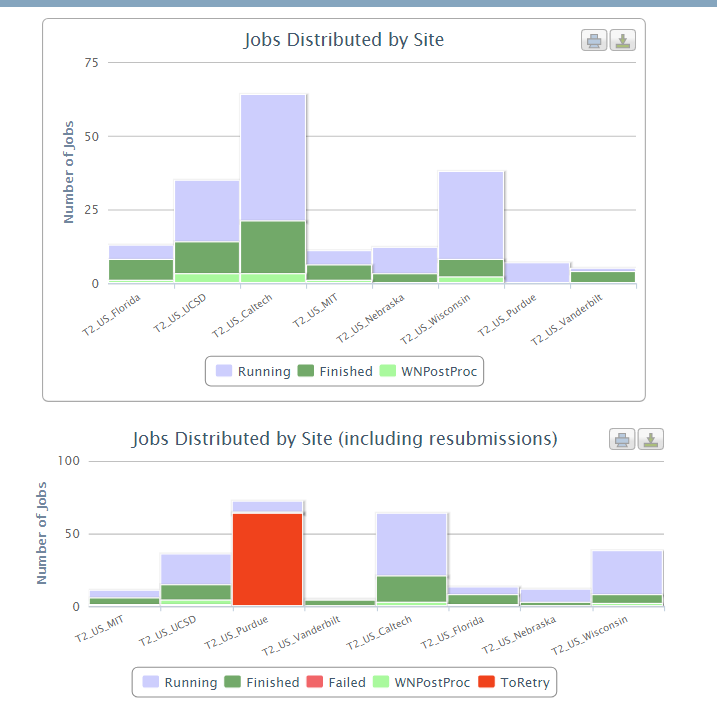 Jobs Distributed by Site
75
50
25
0
Number of Jobs
T2_US_Florida
T2_US_UCSD
T2_US_Caltech
T2_US_MIT
T2_US_Nebraska
T2_US_Wisconsin
T2_US_Purdue
T2_US_Vanderbilt
Running Finished WNPostProc
Jobs Distributed by Site (including resubmissions)
100
50
0
Number of Jobs
T2_US_MIT
T2_US_UCSD
T2_US_Purdue
T2_US_Vanderbilt
T2_US_Caltech
T2_US_Florida
T2_US_Nebraska
T2_US_Wisconsin
Running Finished Failed WNPostProc ToRetry